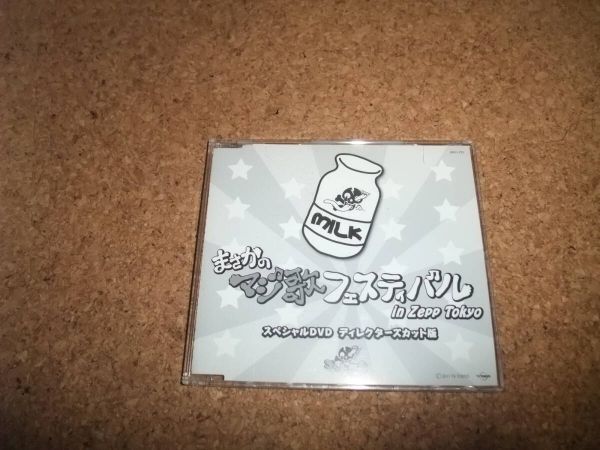 MILK
まさかの
マジ歌フェスティバル
In Zepp Tokyo
スペシャルDVD ディレクターズカット版